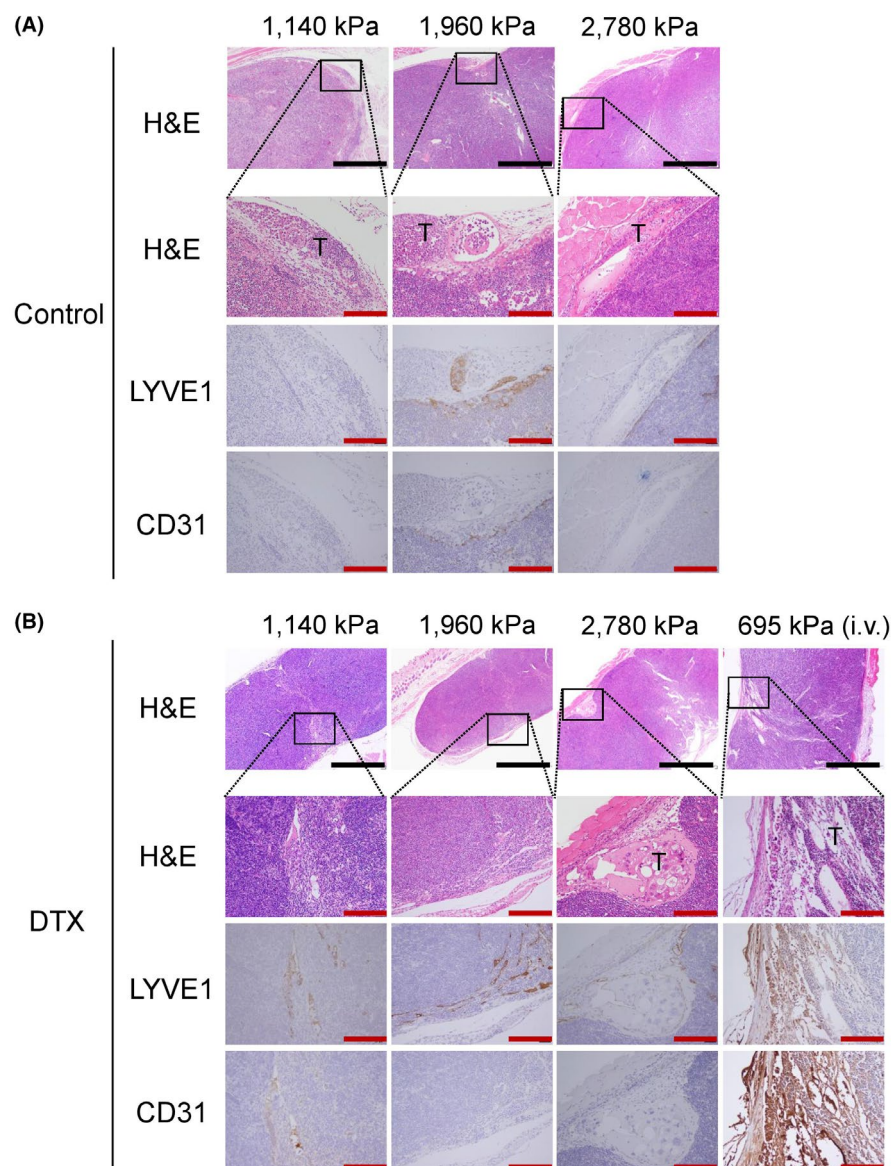 (A)
1,140 kPa 1,960 kPa 2,780 kPa
H&E
H&E
T T T
Control
LYVE1
CD31
(B)
1,140 kPa 1,960 kPa 2,780 kPa 695 kPa (i.v.)
H&E
H&E
T T
DTX
LYVE1
CD31